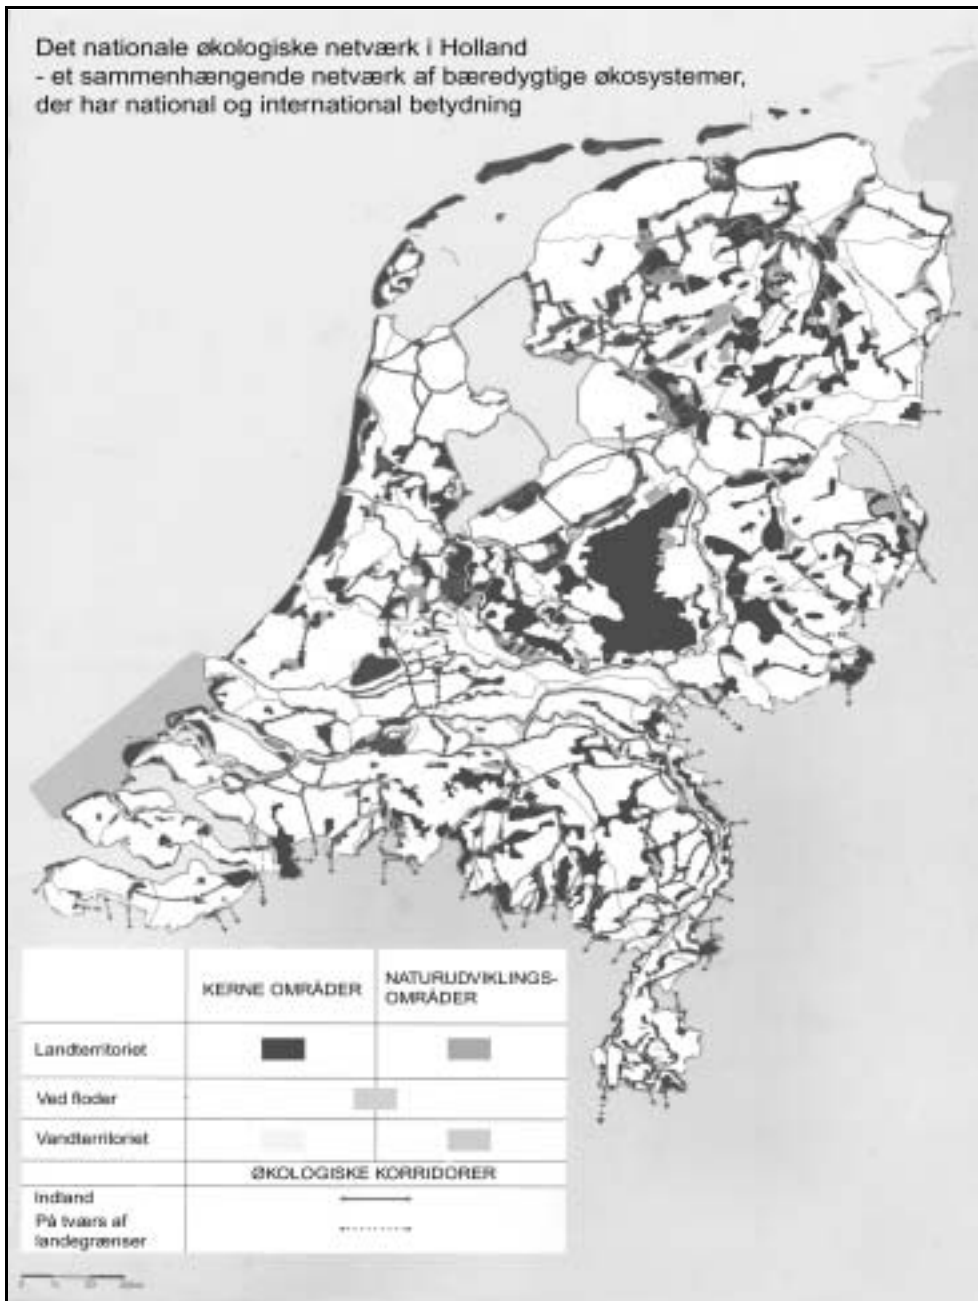 Det nationale økologiske netværk i Holland
- et sammenhængende netværk af bæredygtige økosystemer,
der har national og international betydning
KERNE OMRÅDER
NATURUDVIKLINGS-
OMRÅDER
Landterritoriet
Ved floder
Vandterritoriet
ØKOLOGISKE KORRIDORER
Indland
På tværs af
landegrænser